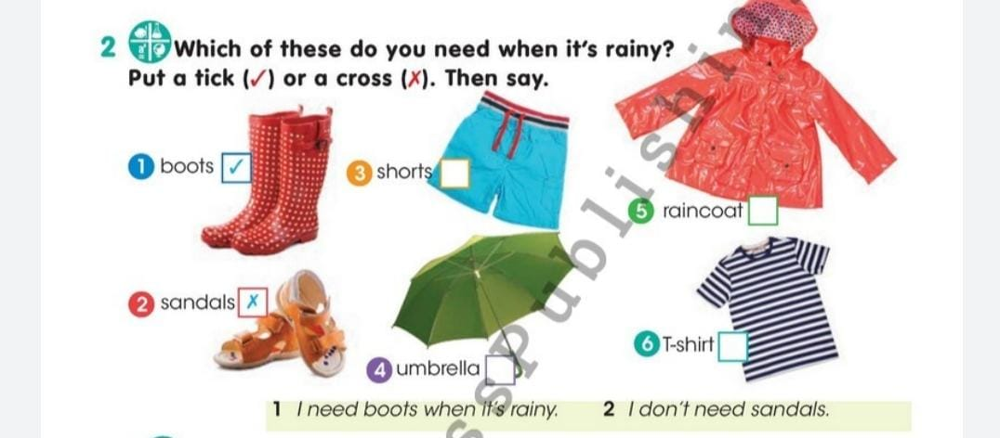 2 Which of these do you need when it's rainy?
Put a tick (✓) or a cross (✗). Then say.
1 boots ✓
3 shorts
5 raincoat
2 sandals ✗
6 T-shirt
4 umbrella
1 I need boots when it's rainy. 2 I don't need sandals.